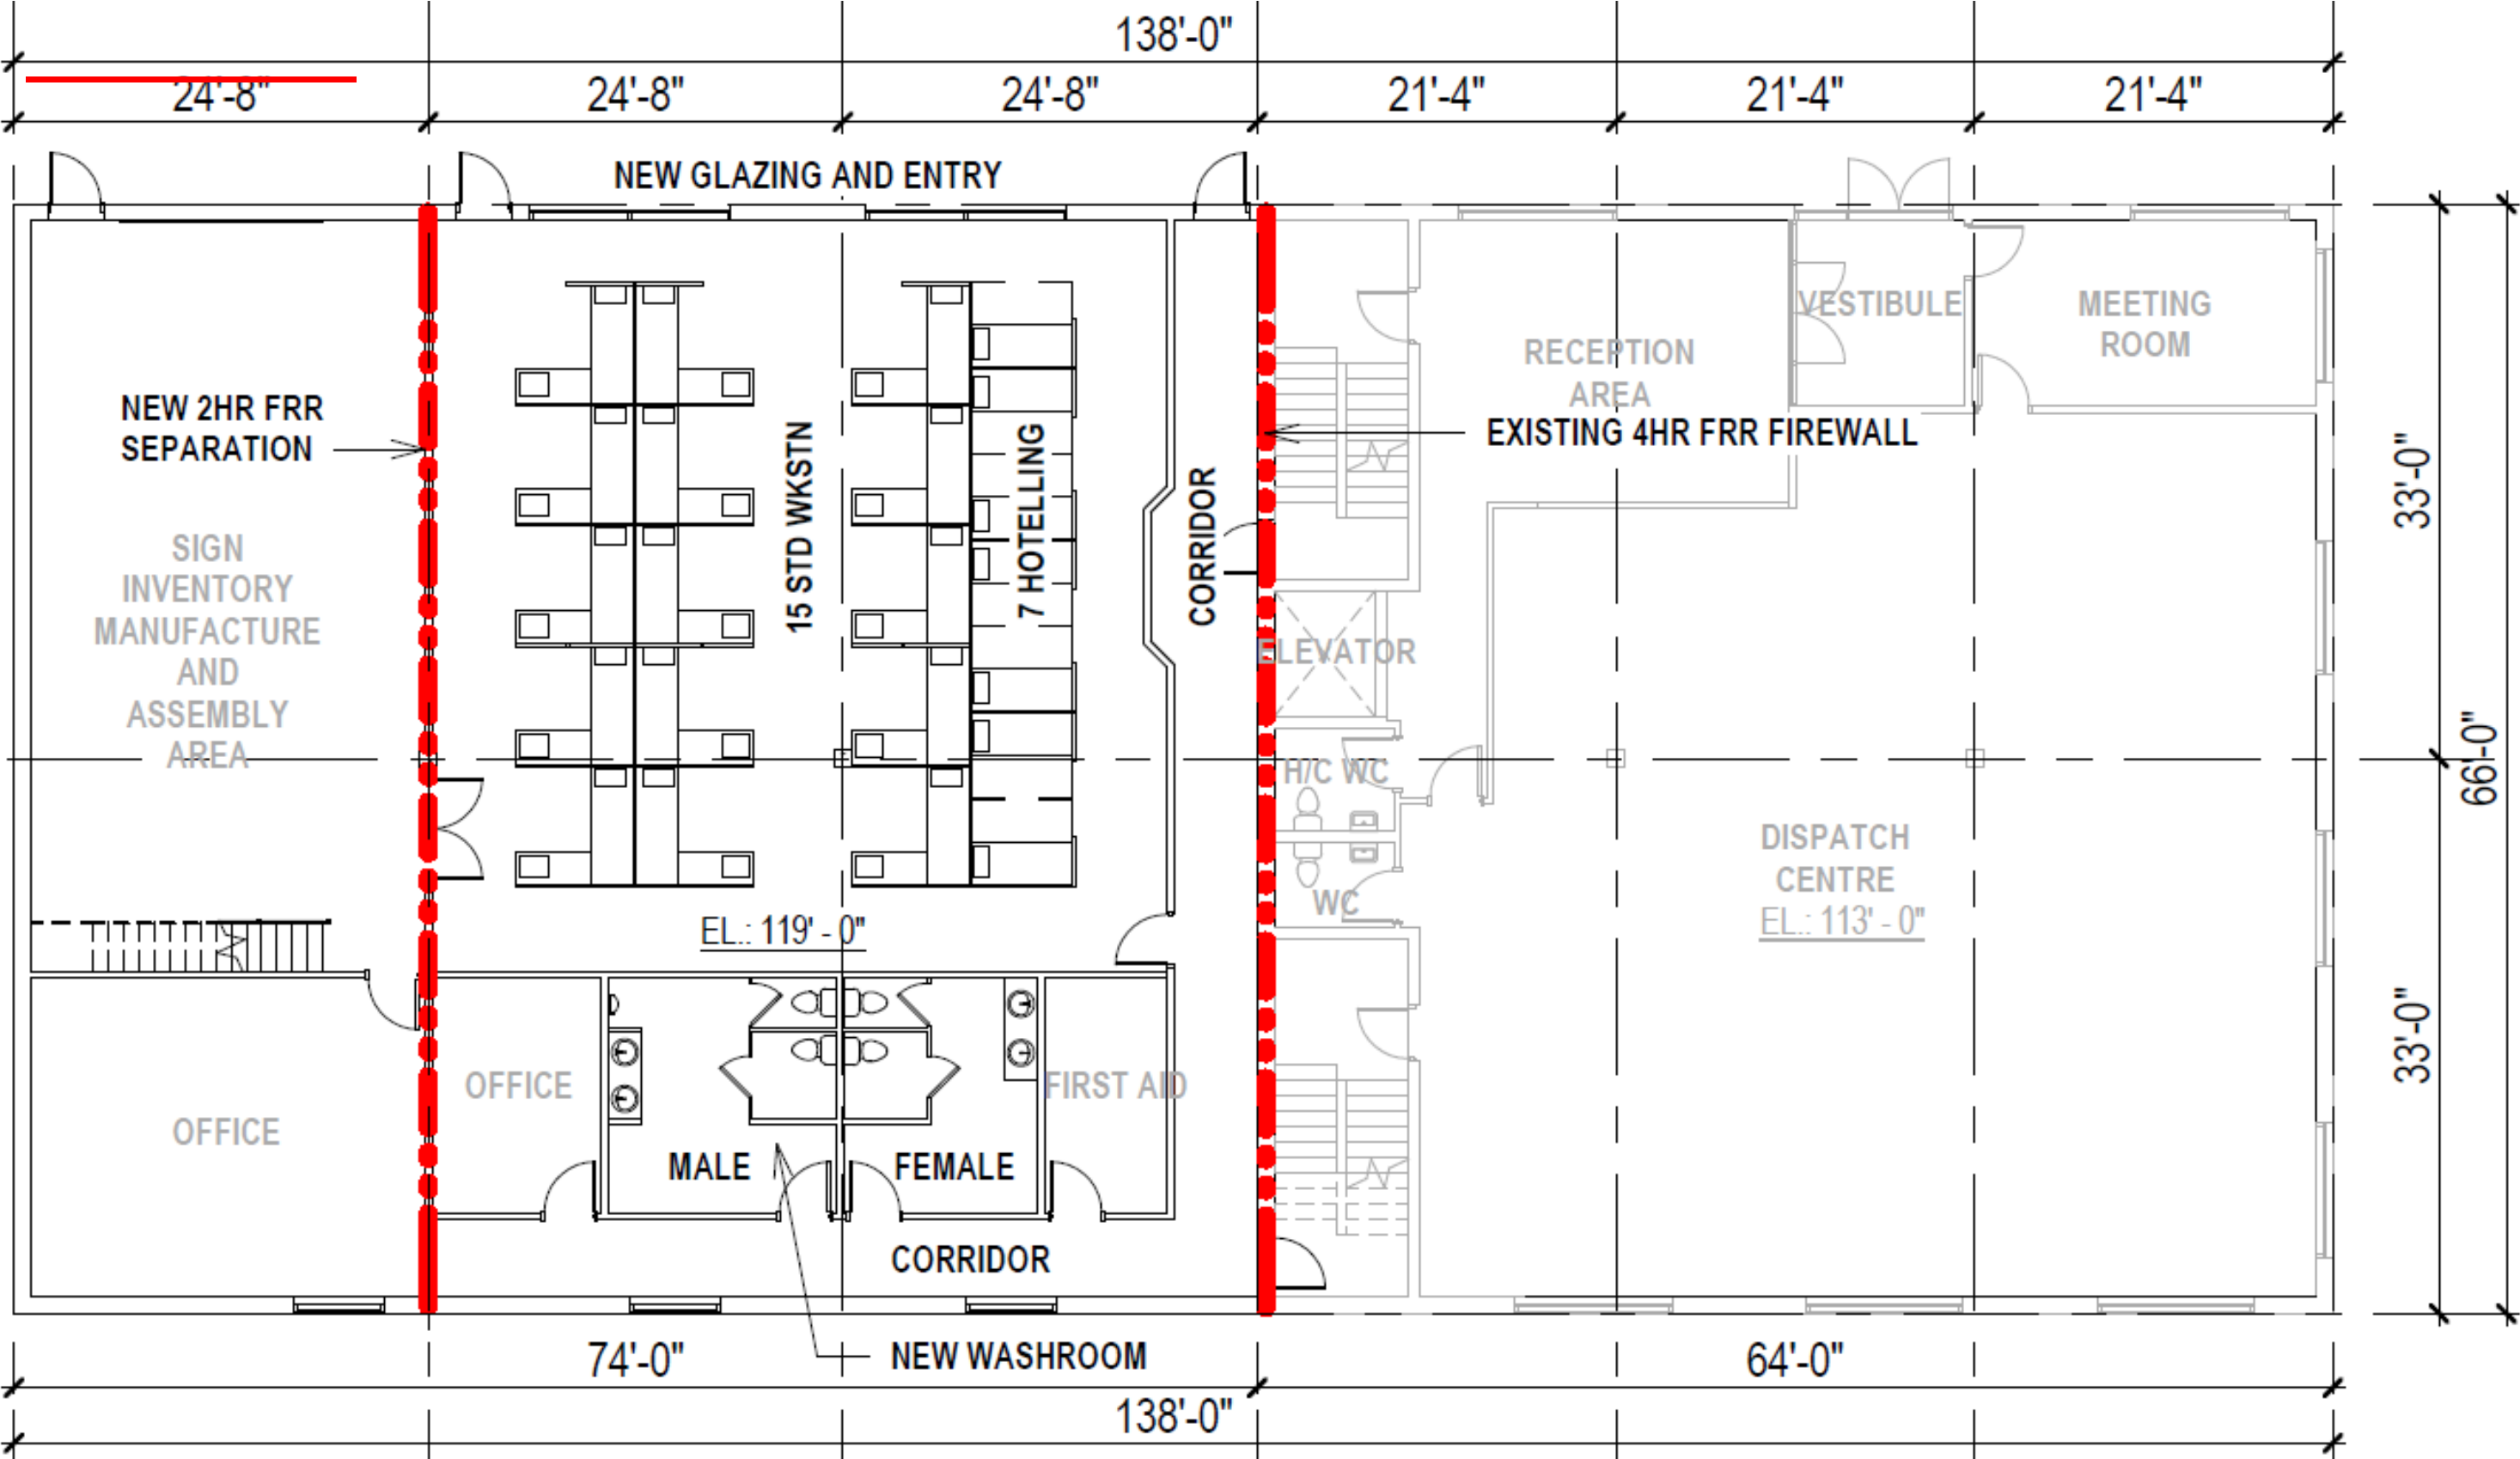 138'-0"
24'-8"
24'-8"
24'-8"
21'-4"
21'-4"
21'-4"
NEW GLAZING AND ENTRY
NEW 2HR FRR
SEPARATION
SIGN
INVENTORY
MANUFACTURE
AND
ASSEMBLY
AREA
15 STD WKSTN
7 HOTELLING
CORRIDOR
RECEPTION
AREA
VESTIBULE
MEETING
ROOM
EXISTING 4HR FRR FIREWALL
ELEVATOR
H/C WC
WC
DISPATCH
CENTRE
EL.: 113' - 0"
33'-0"
66'-0"
33'-0"
EL.: 119' - 0"
OFFICE
OFFICE
MALE
FEMALE
FIRST AID
CORRIDOR
NEW WASHROOM
74'-0"
64'-0"
138'-0"